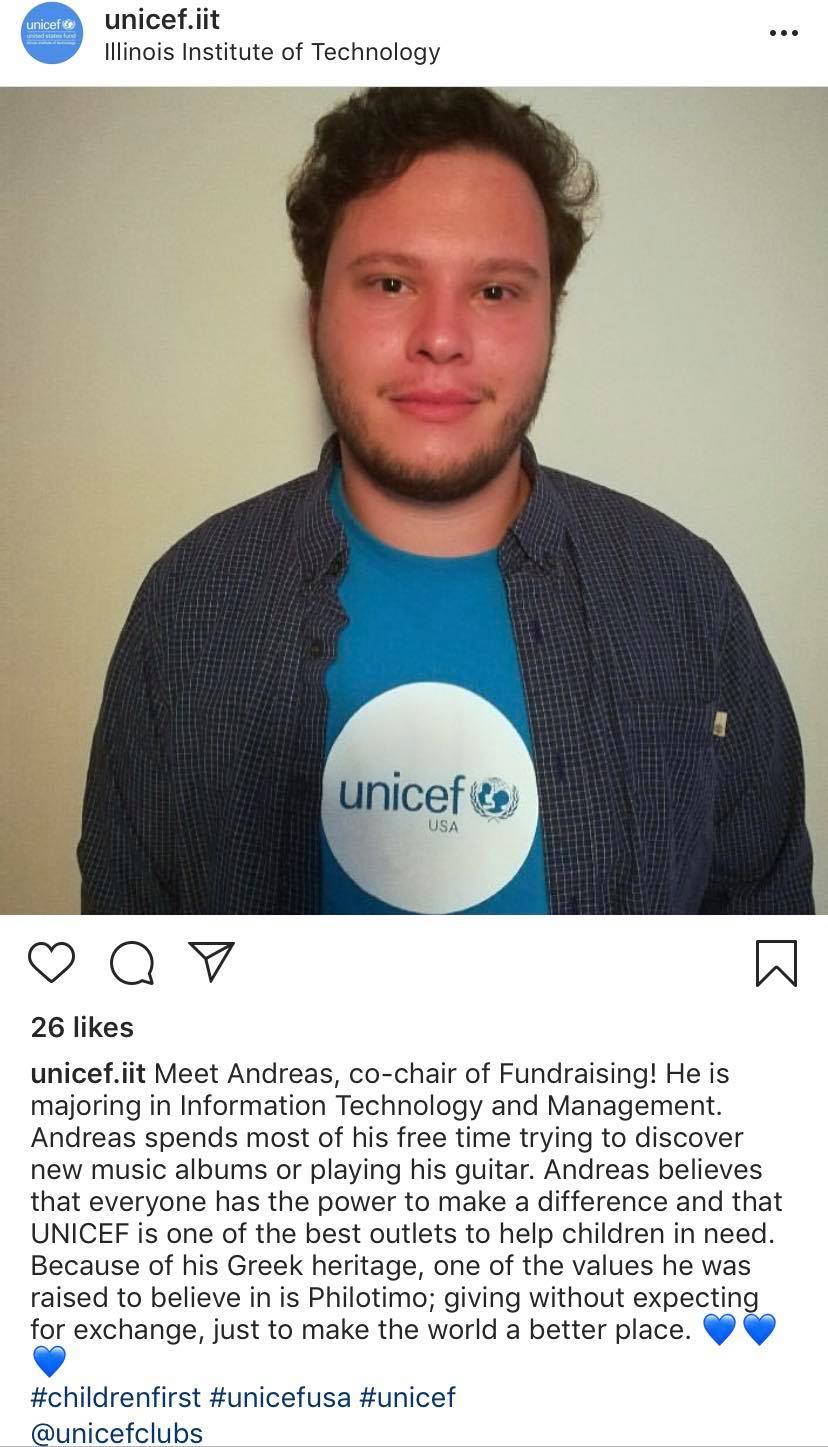 unicef
united states fund
unicef.iit
Illinois Institute of Technology
unicef
USA
26 likes
unicef.iit Meet Andreas, co-chair of Fundraising! He is
majoring in Information Technology and Management.
Andreas spends most of his free time trying to discover
new music albums or playing his guitar. Andreas believes
that everyone has the power to make a difference and that
UNICEF is one of the best outlets to help children in need.
Because of his Greek heritage, one of the values he was
raised to believe in is Philotimo; giving without expecting
for exchange, just to make the world a better place. 💙💙
💙
#childrenfirst #unicefusa #unicef
@unicefclubs